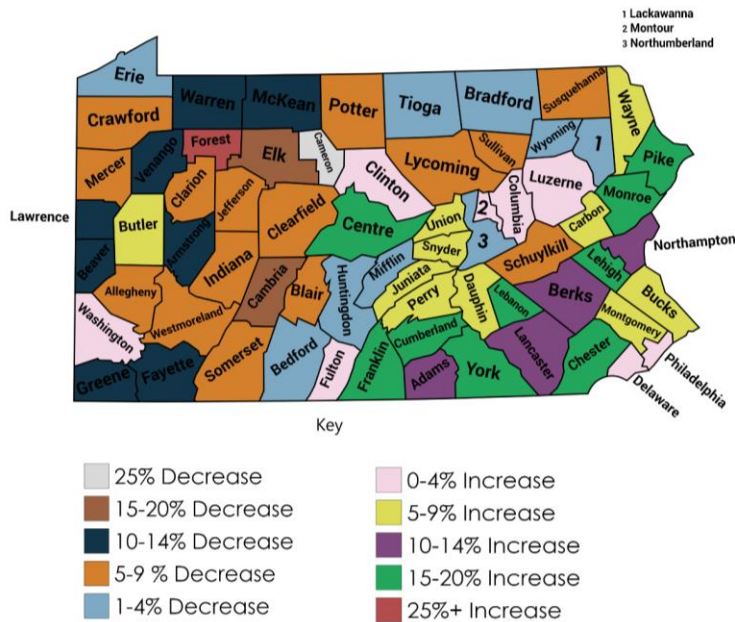 1 Lackawanna
2 Montour
3 Northumberland
Erie
Warren
McKean
Potter
Tioga
Bradford
Susquehanna
Wayne
Crawford
Venango
Forest
Elk
Cameron
Clinton
Lycoming
Sullivan
Wyoming
1
Pike
Mercer
Clarion
Jefferson
Clearfield
Centre
Union
2
Columbia
Luzerne
Monroe
Lawrence
Butler
Armstrong
Snyder
3
Carbon
Northampton
Beaver
Indiana
Cambria
Blair
Huntingdon
Mifflin
Juniata
Perry
Dauphin
Schuylkill
Lehigh
Allegheny
Westmoreland
Lebanon
Berks
Bucks
Montgomery
Washington
Somerset
Bedford
Fulton
Franklin
Cumberland
Adams
York
Lancaster
Chester
Philadelphia
Delaware
Greene
Fayette
Key
25% Decrease
15-20% Decrease
10-14% Decrease
5-9 % Decrease
1-4% Decrease
0-4% Increase
5-9% Increase
10-14% Increase
15-20% Increase
25%+ Increase